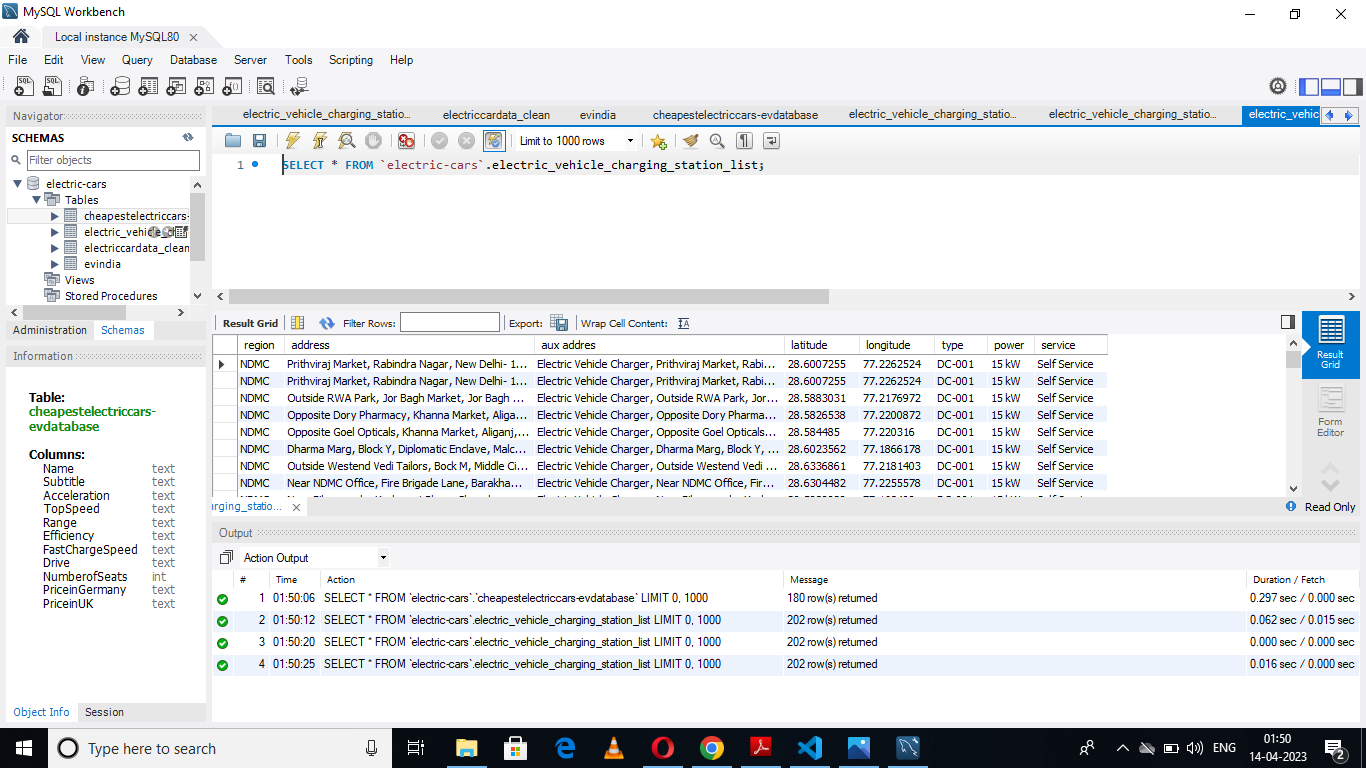 MySQL Workbench
Local instance MySQL80
File Edit View Query Database Server Tools Scripting Help
Navigator
SCHEMAS
Filter objects
electric-cars
Tables
cheapestelectriccars-
electric_vehicle
electriccardata_clean
evindia
Views
Stored Procedures
Administration Schemas
Information
Table:
cheapestelectriccars-
evdatabase
Columns:
Name text
Subtitle text
Acceleration text
TopSpeed text
Range text
Efficiency text
FastChargeSpeed text
Drive text
NumberofSeats int
PriceinGermany text
PriceinUK text
Object Info Session
electric_vehicle_charging_statio... electriccardata_clean evindia cheapestelectriccars-evdatabase electric_vehicle_charging_statio... electric_vehicle_charging_statio... electric_vehic
Limit to 1000 rows
1 SELECT * FROM `electric-cars`.electric_vehicle_charging_station_list;
Result Grid Filter Rows: Export: Wrap Cell Content:
region address aux addres latitude longitude type power service
NDMC Prithviraj Market, Rabindra Nagar, New Delhi- 1... Electric Vehicle Charger, Prithviraj Market, Rabi... 28.6007255 77.2262524 DC-001 15 kW Self Service
NDMC Prithviraj Market, Rabindra Nagar, New Delhi- 1... Electric Vehicle Charger, Prithviraj Market, Rabi... 28.6007255 77.2262524 DC-001 15 kW Self Service
NDMC Outside RWA Park, Jor Bagh Market, Jor Bagh ... Electric Vehicle Charger, Outside RWA Park, Jor... 28.5883031 77.2176972 DC-001 15 kW Self Service
NDMC Opposite Dory Pharmacy, Khanna Market, Aliga... Electric Vehicle Charger, Opposite Dory Pharma... 28.5826538 77.2200872 DC-001 15 kW Self Service
NDMC Opposite Goel Opticals, Khanna Market, Aliganj,... Electric Vehicle Charger, Opposite Goel Opticals... 28.584485 77.220316 DC-001 15 kW Self Service
NDMC Dharma Marg, Block Y, Diplomatic Enclave, Malc... Electric Vehicle Charger, Dharma Marg, Block Y, ... 28.6023562 77.1866178 DC-001 15 kW Self Service
NDMC Outside Westend Vedi Tailors, Bock M, Middle Ci... Electric Vehicle Charger, Outside Westend Vedi ... 28.6336861 77.2181403 DC-001 15 kW Self Service
NDMC Near NDMC Office, Fire Brigade Lane, Barakha... Electric Vehicle Charger, Near NDMC Office, Fir... 28.6304482 77.2255578 DC-001 15 kW Self Service
Result
Grid
Form
Editor
rging_statio...
Read Only
Output
Action Output
# Time Action Message Duration / Fetch
1 01:50:06 SELECT * FROM `electric-cars`.`cheapestelectriccars-evdatabase` LIMIT 0, 1000 180 row(s) returned 0.297 sec / 0.000 sec
2 01:50:12 SELECT * FROM `electric-cars`.electric_vehicle_charging_station_list LIMIT 0, 1000 202 row(s) returned 0.062 sec / 0.015 sec
3 01:50:20 SELECT * FROM `electric-cars`.electric_vehicle_charging_station_list LIMIT 0, 1000 202 row(s) returned 0.000 sec / 0.000 sec
4 01:50:25 SELECT * FROM `electric-cars`.electric_vehicle_charging_station_list LIMIT 0, 1000 202 row(s) returned 0.016 sec / 0.000 sec
Type here to search
ENG
01:50
14-04-2023
2